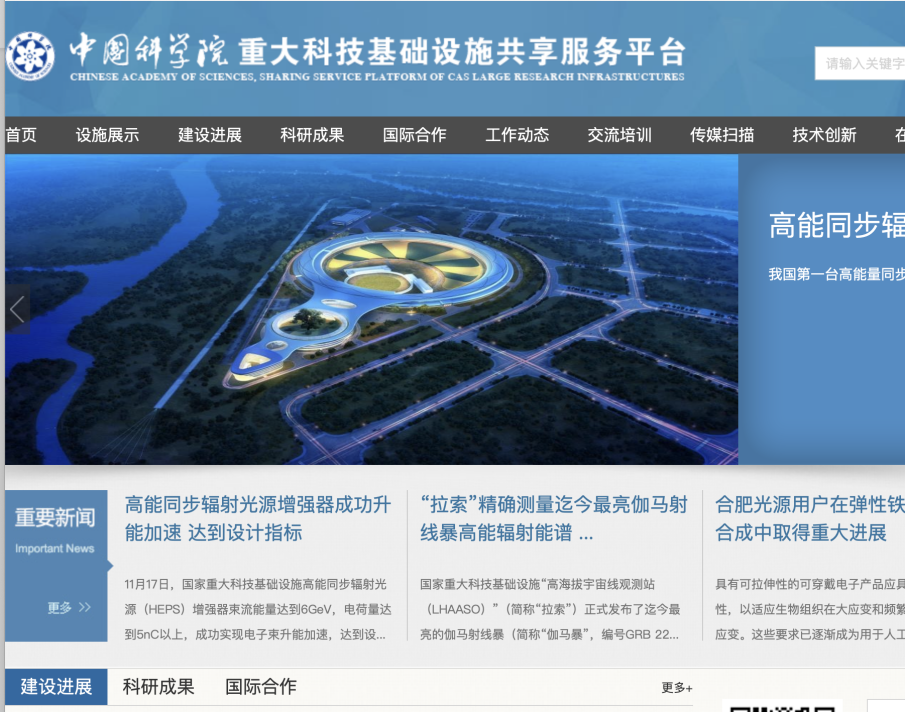 中国科学院 重大科技基础设施共享服务平台
CHINESE ACADEMY OF SCIENCES, SHARING SERVICE PLATFORM OF CAS LARGE RESEARCH INFRASTRUCTURES
请输入关键字
首页 设施展示 建设进展 科研成果 国际合作 工作动态 交流培训 传媒扫描 技术创新 在
高能同步辐
我国第一台高能量同步
重要新闻
Important News
更多 >>
高能同步辐射光源增强器成功升
能加速 达到设计指标
11月17日，国家重大科技基础设施高能同步辐射光
源（HEPS）增强器束流能量达到6GeV，电荷量达
到5nC以上，成功实现电子束升能加速，达到设...
“拉索”精确测量迄今最亮伽马射
线暴高能辐射能谱 ...
国家重大科技基础设施“高海拔宇宙线观测站
（LHAASO）”（简称“拉索”）正式发布了迄今最
亮的伽马射线暴（简称“伽马暴”，编号GRB 22...
合肥光源用户在弹性铁
合成中取得重大进展
具有可拉伸性的可穿戴电子产品应具
性，以适应生物组织在大应变和频繁
应变。这些要求已逐渐成为用于人工
建设进展 科研成果 国际合作 更多+